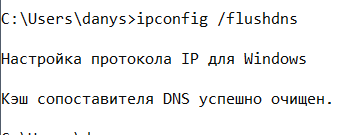 C:\Users\danys>ipconfig /flushdns
Настройка протокола IP для Windows
Кэш сопоставителя DNS успешно очищен.